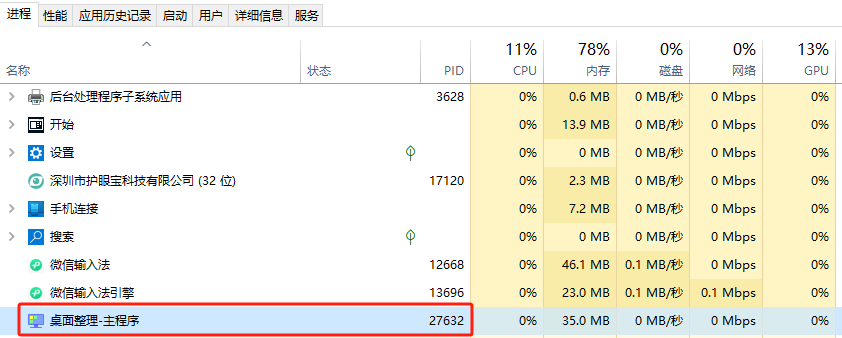 进程 性能 应用历史记录 启动 用户 详细信息 服务
11% 78% 0% 0% 13%
名称 状态 PID CPU 内存 磁盘 网络 GPU
后台处理程序子系统应用 3628 0% 0.6 MB 0 MB/秒 0 Mbps 0%
开始 0% 13.9 MB 0 MB/秒 0 Mbps 0%
设置 0% 0 MB 0 MB/秒 0 Mbps 0%
深圳市护眼宝科技有限公司 (32 位) 17120 0% 2.3 MB 0 MB/秒 0 Mbps 0%
手机连接 0% 7.2 MB 0 MB/秒 0 Mbps 0%
搜索 0% 0 MB 0 MB/秒 0 Mbps 0%
微信输入法 12668 0% 46.1 MB 0.1 MB/秒 0 Mbps 0%
微信输入法引擎 13696 0% 23.0 MB 0.1 MB/秒 0.1 Mbps 0%
桌面整理-主程序 27632 0% 35.0 MB 0 MB/秒 0 Mbps 0%